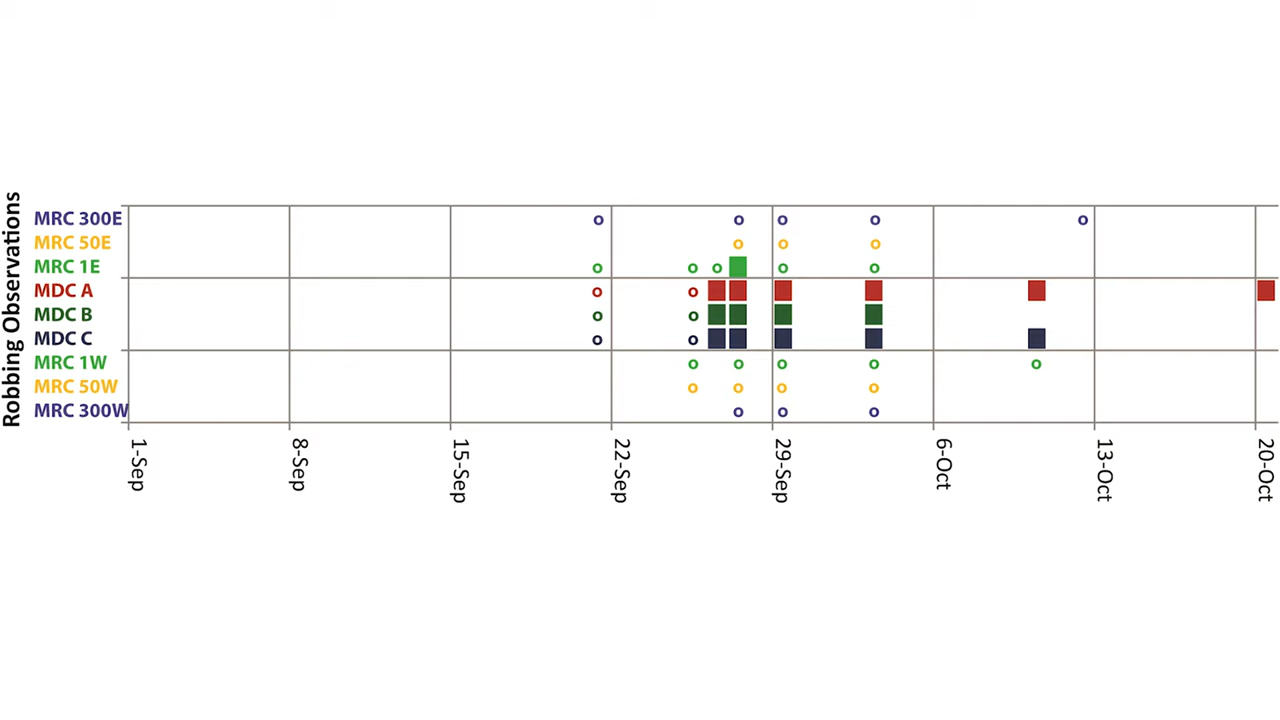 Robbing Observations
MRC 300E
MRC 50E
MRC 1E
MDC A
MDC B
MDC C
MRC 1W
MRC 50W
MRC 300W
1-Sep
8-Sep
15-Sep
22-Sep
29-Sep
6-Oct
13-Oct
20-Oct